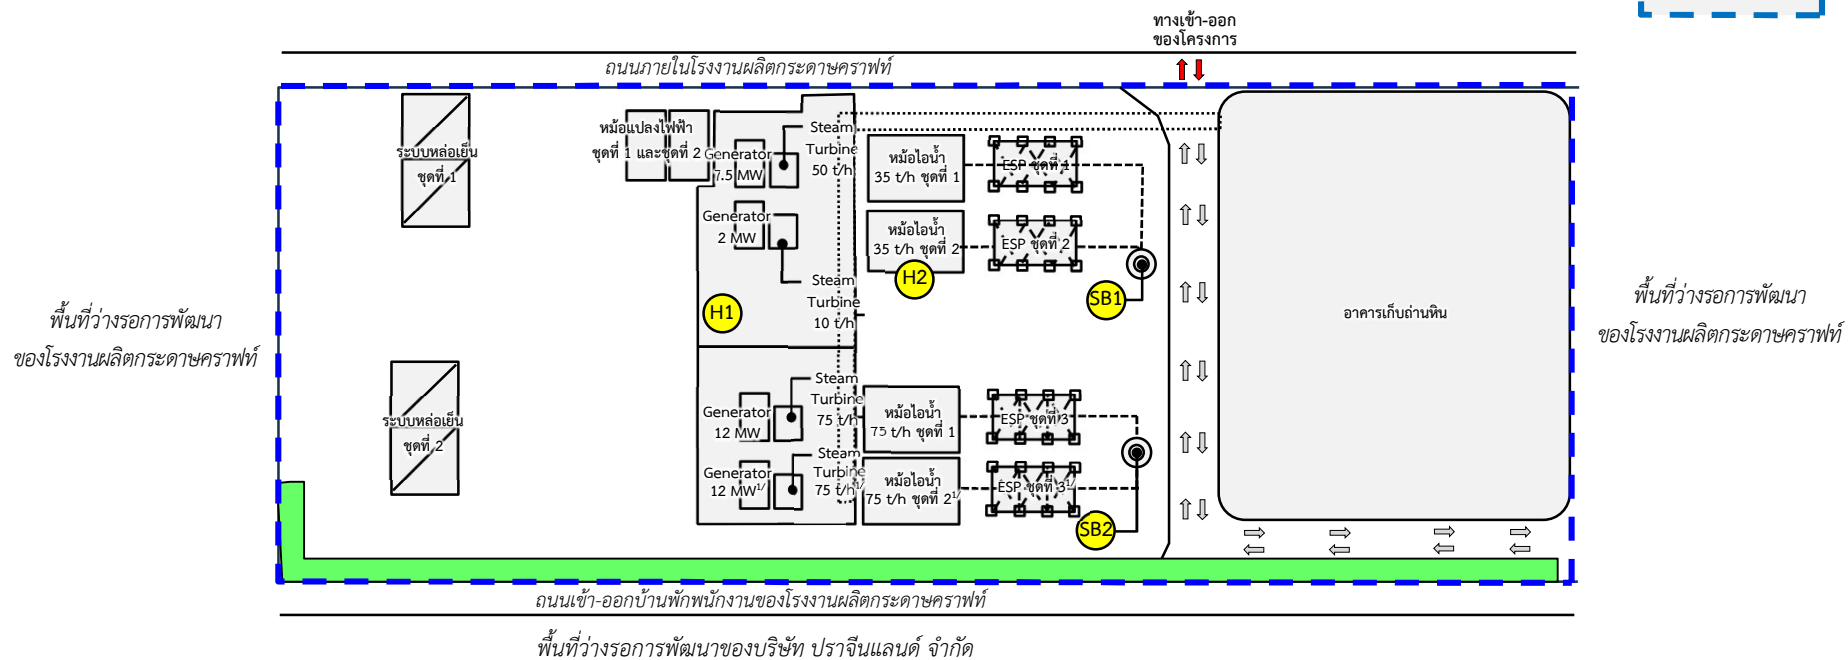 ทางเข้า-ออก
ของโครงการ
ถนนภายในโรงงานผลิตกระดาษคราฟท์
ระบบหล่อเย็น
ชุดที่ 1
หม้อแปลงไฟฟ้า
ชุดที่ 1 และชุดที่ 2
Generator
7.5 MW
Steam
Turbine
50 t/h
หม้อไอน้ำ
35 t/h ชุดที่ 1
ESP ชุดที่ 1
Generator
2 MW
Steam
Turbine
10 t/h
หม้อไอน้ำ
35 t/h ชุดที่ 2
ESP ชุดที่ 2
H1
H2
SB1
อาคารเก็บถ่านหิน
พื้นที่ว่างรอการพัฒนา
ของโรงงานผลิตกระดาษคราฟท์
พื้นที่ว่างรอการพัฒนา
ของโรงงานผลิตกระดาษคราฟท์
ระบบหล่อเย็น
ชุดที่ 2
Generator
12 MW
Steam
Turbine
75 t/h
หม้อไอน้ำ
75 t/h ชุดที่ 1
ESP ชุดที่ 3
Generator
12 MW1/
Steam
Turbine
75 t/h1/
หม้อไอน้ำ
75 t/h ชุดที่ 21/
ESP ชุดที่ 31/
SB2
ถนนเข้า-ออกบ้านพักพนักงานของโรงงานผลิตกระดาษคราฟท์
พื้นที่ว่างรอการพัฒนาของบริษัท ปราจีนแลนด์ จำกัด